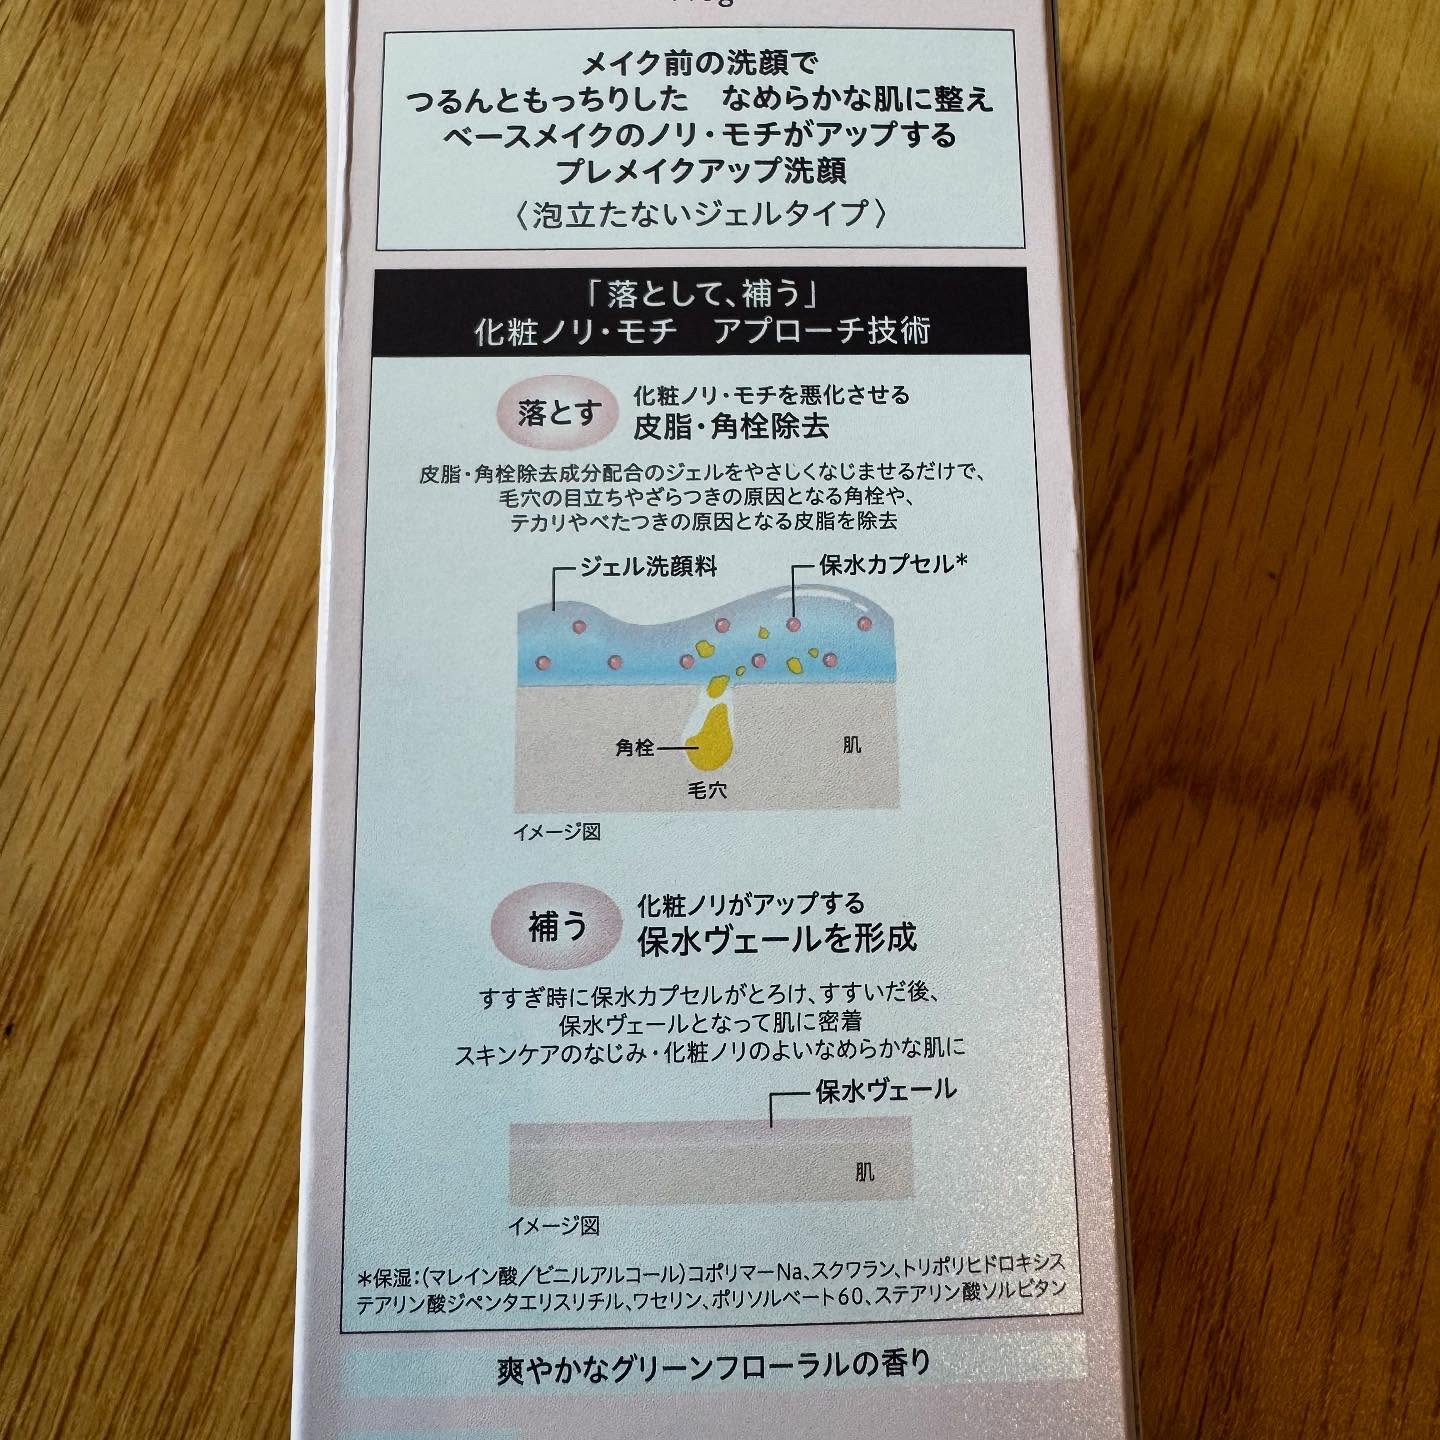 メイク前の洗顔で
つるんともっちりした　なめらかな肌に整え
ベースメイクのノリ・モチがアップする
プレメイクアップ洗顔
〈泡立たないジェルタイプ〉
「落として、補う」
化粧ノリ・モチ　アプローチ技術
落とす
化粧ノリ・モチを悪化させる
皮脂・角栓除去
皮脂・角栓除去成分配合のジェルをやさしくなじませるだけで、
毛穴の目立ちやざらつきの原因となる角栓や、
テカリやべたつきの原因となる皮脂を除去
ジェル洗顔料
保水カプセル*
角栓
肌
毛穴
イメージ図
補う
化粧ノリがアップする
保水ヴェールを形成
すすぎ時に保水カプセルがとろけ、すすいだ後、
保水ヴェールとなって肌に密着
スキンケアのなじみ・化粧ノリのよいなめらかな肌に
保水ヴェール
肌
イメージ図
*保湿：(マレイン酸／ビニルアルコール)コポリマーNa、スクワラン、トリポリヒドロキシス
テアリン酸ジペンタエリスリチル、ワセリン、ポリソルベート60、ステアリン酸ソルビタン
爽やかなグリーンフローラルの香り